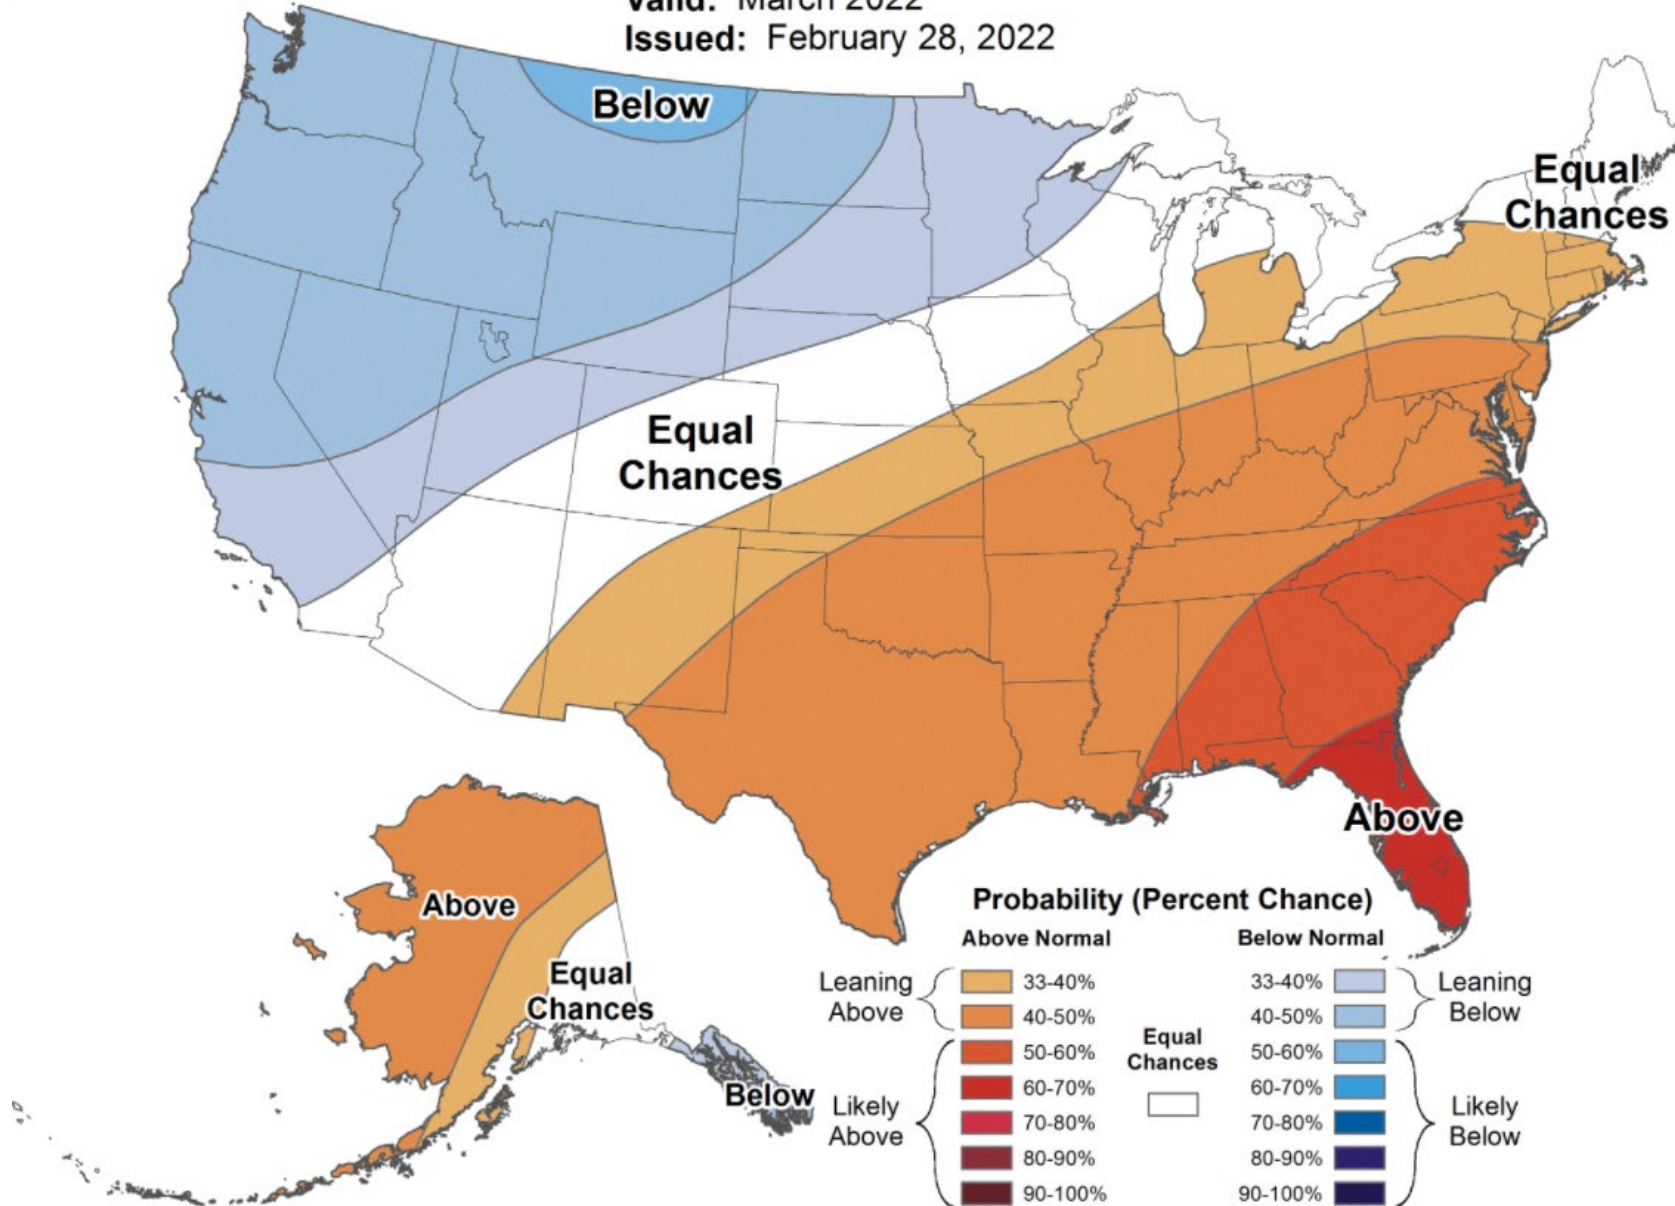 Valid: March 2022
Issued: February 28, 2022
Below
Equal
Chances
Equal
Chances
Above
Above
Equal
Chances
Below
Probability (Percent Chance)
Above Normal
Below Normal
Leaning
Above
33-40%
40-50%
Likely
Above
50-60%
60-70%
70-80%
80-90%
90-100%
Equal
Chances
33-40%
40-50%
Leaning
Below
50-60%
60-70%
70-80%
80-90%
90-100%
Likely
Below